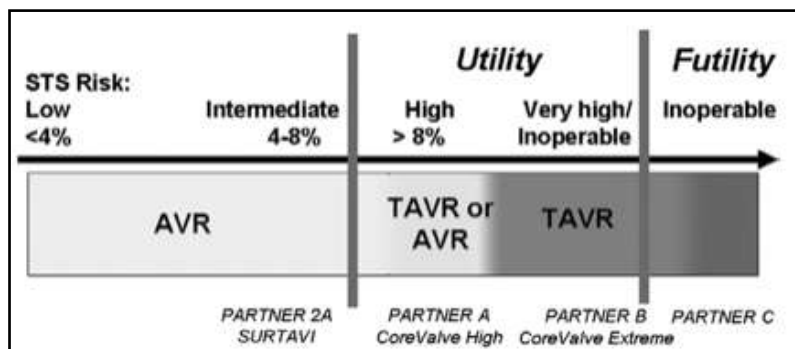 Utility
Futility
STS Risk:
Low
<4%
Intermediate
4-8%
High
> 8%
Very high/
Inoperable
Inoperable
AVR
TAVR or
AVR
TAVR
PARTNER 2A
SURTAVI
PARTNER A
CoreValve High
PARTNER B
CoreValve Extreme
PARTNER C